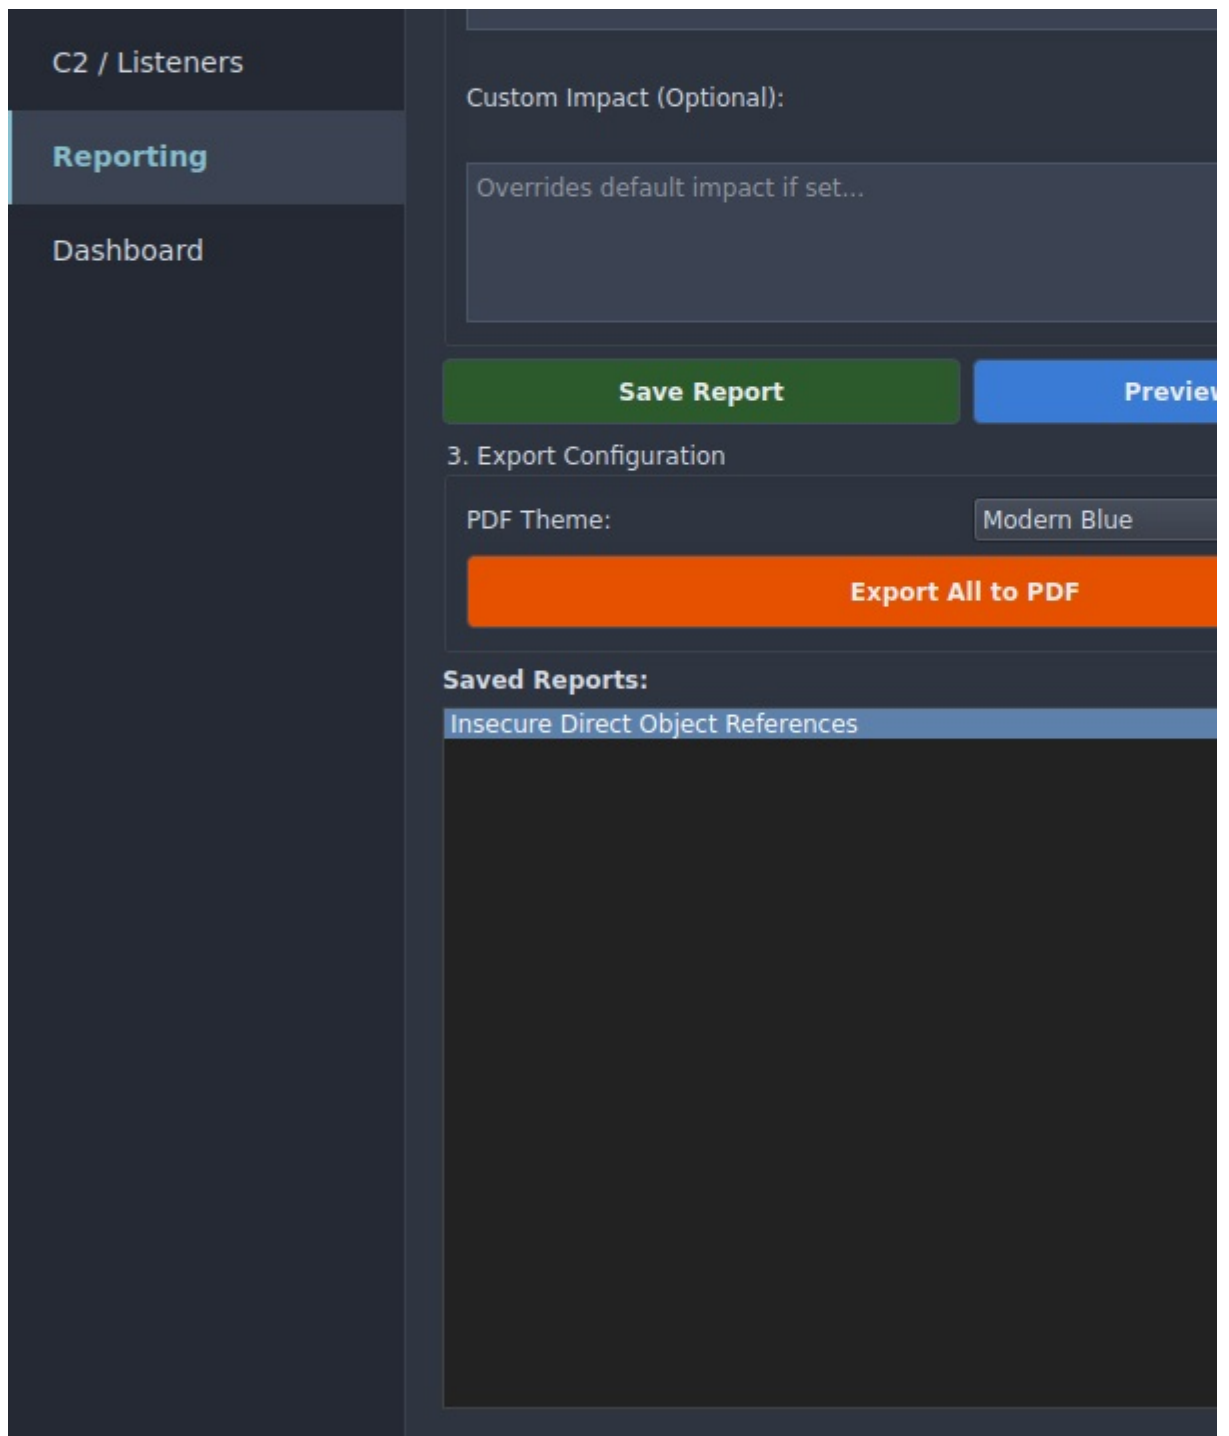 C2 / Listeners
Reporting
Dashboard
Custom Impact (Optional):
Overrides default impact if set...
Save Report
Preview
3. Export Configuration
PDF Theme:
Modern Blue
Export All to PDF
Saved Reports:
Insecure Direct Object References